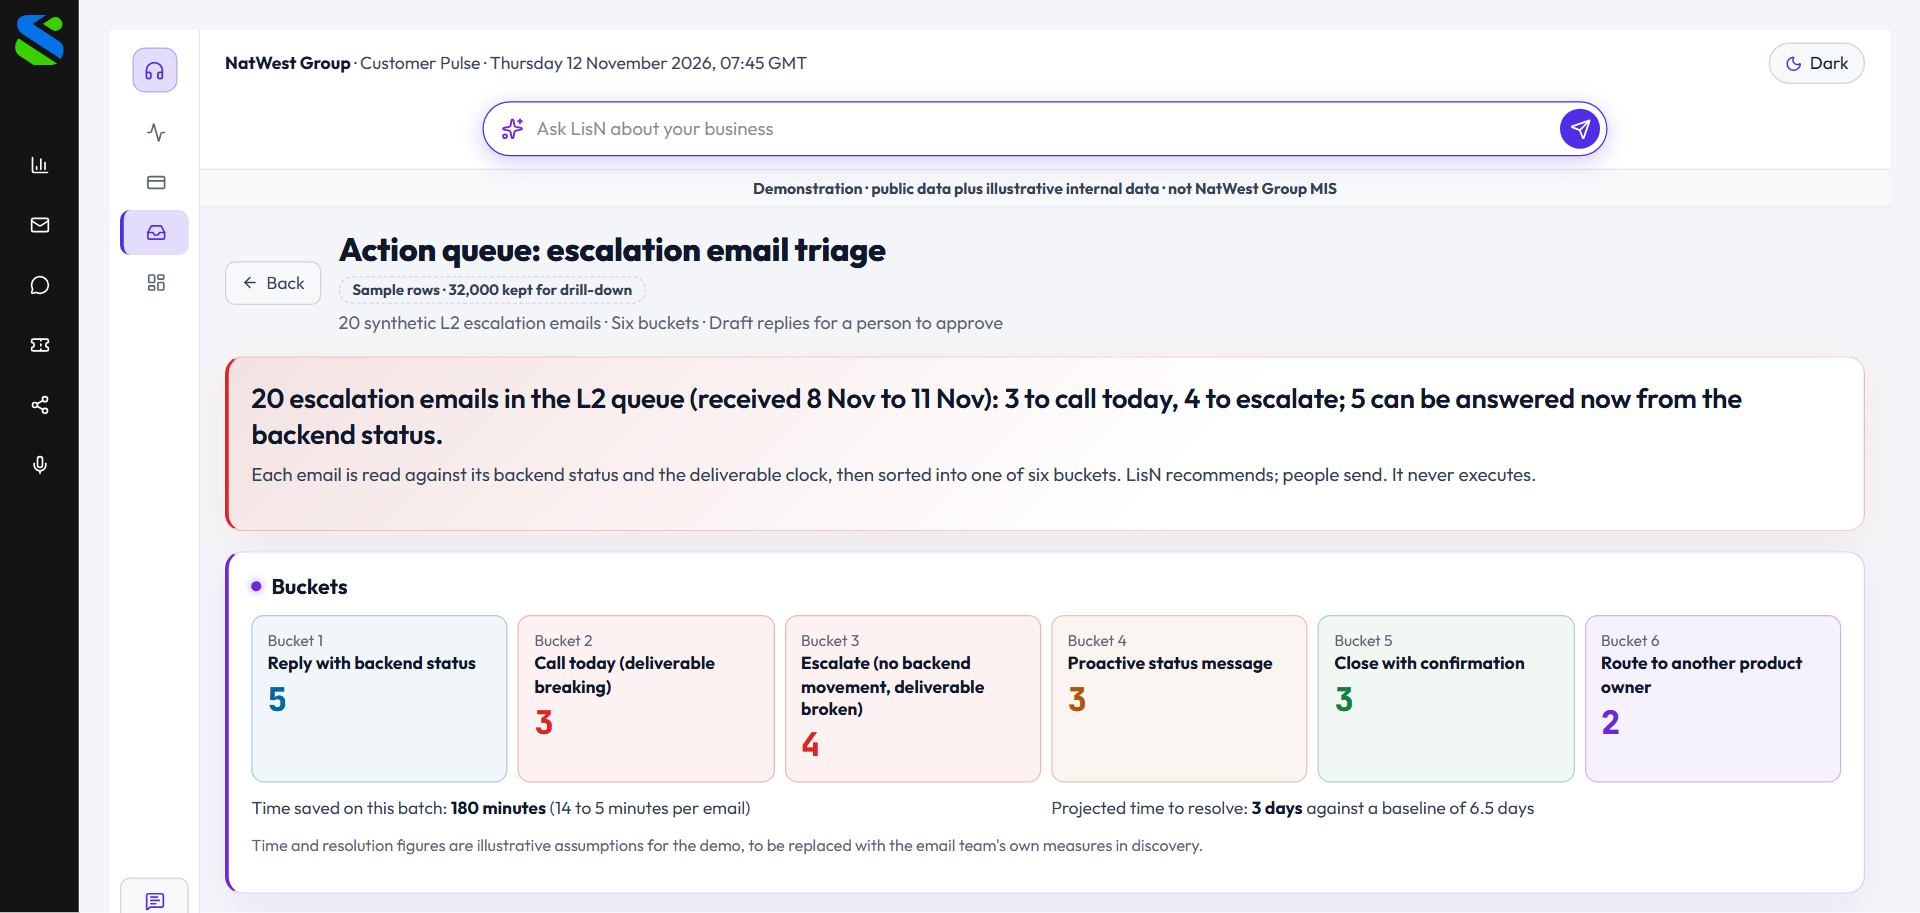 NatWest Group · Customer Pulse · Thursday 12 November 2026, 07:45 GMT
Dark
Ask LisN about your business
Demonstration · public data plus illustrative internal data · not NatWest Group MIS
Back
Action queue: escalation email triage
Sample rows · 32,000 kept for drill-down
20 synthetic L2 escalation emails · Six buckets · Draft replies for a person to approve
20 escalation emails in the L2 queue (received 8 Nov to 11 Nov): 3 to call today, 4 to escalate; 5 can be answered now from the
backend status.
Each email is read against its backend status and the deliverable clock, then sorted into one of six buckets. LisN recommends; people send. It never executes.
Buckets
Bucket 1
Reply with backend status
5
Bucket 2
Call today (deliverable
breaking)
3
Bucket 3
Escalate (no backend
movement, deliverable
broken)
4
Bucket 4
Proactive status message
3
Bucket 5
Close with confirmation
3
Bucket 6
Route to another product
owner
2
Time saved on this batch: 180 minutes (14 to 5 minutes per email)
Projected time to resolve: 3 days against a baseline of 6.5 days
Time and resolution figures are illustrative assumptions for the demo, to be replaced with the email team's own measures in discovery.